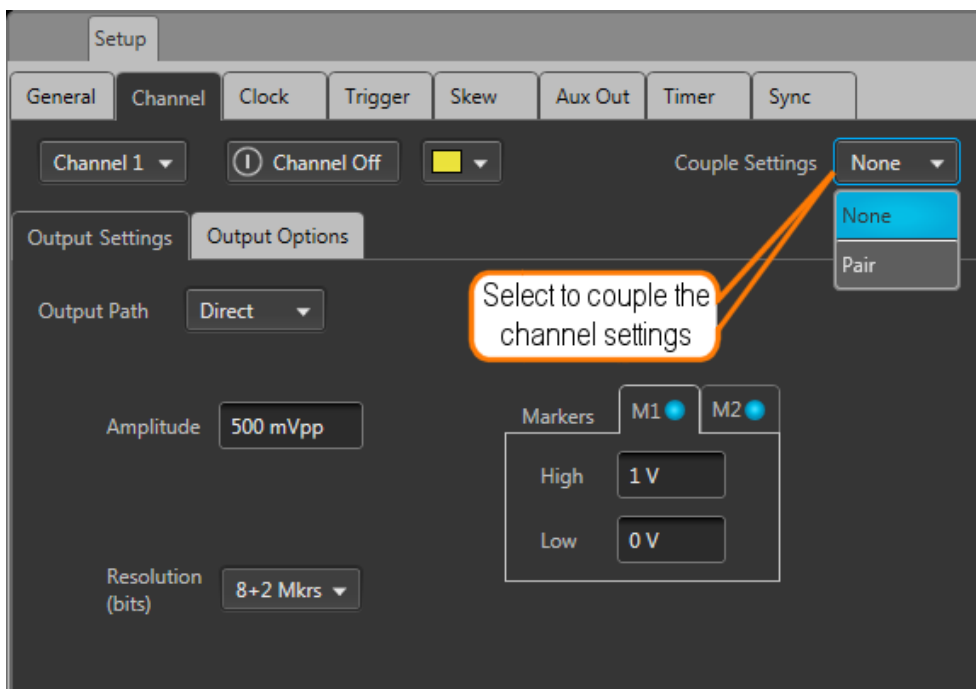 Setup
General Channel Clock Trigger Skew Aux Out Timer Sync
Channel 1 Channel Off Couple Settings None
None
Pair
Output Settings Output Options
Select to couple the
channel settings
Output Path Direct
Amplitude 500 mVpp
Markers M1 M2
High 1 V
Low 0 V
Resolution
(bits)
8+2 Mkrs